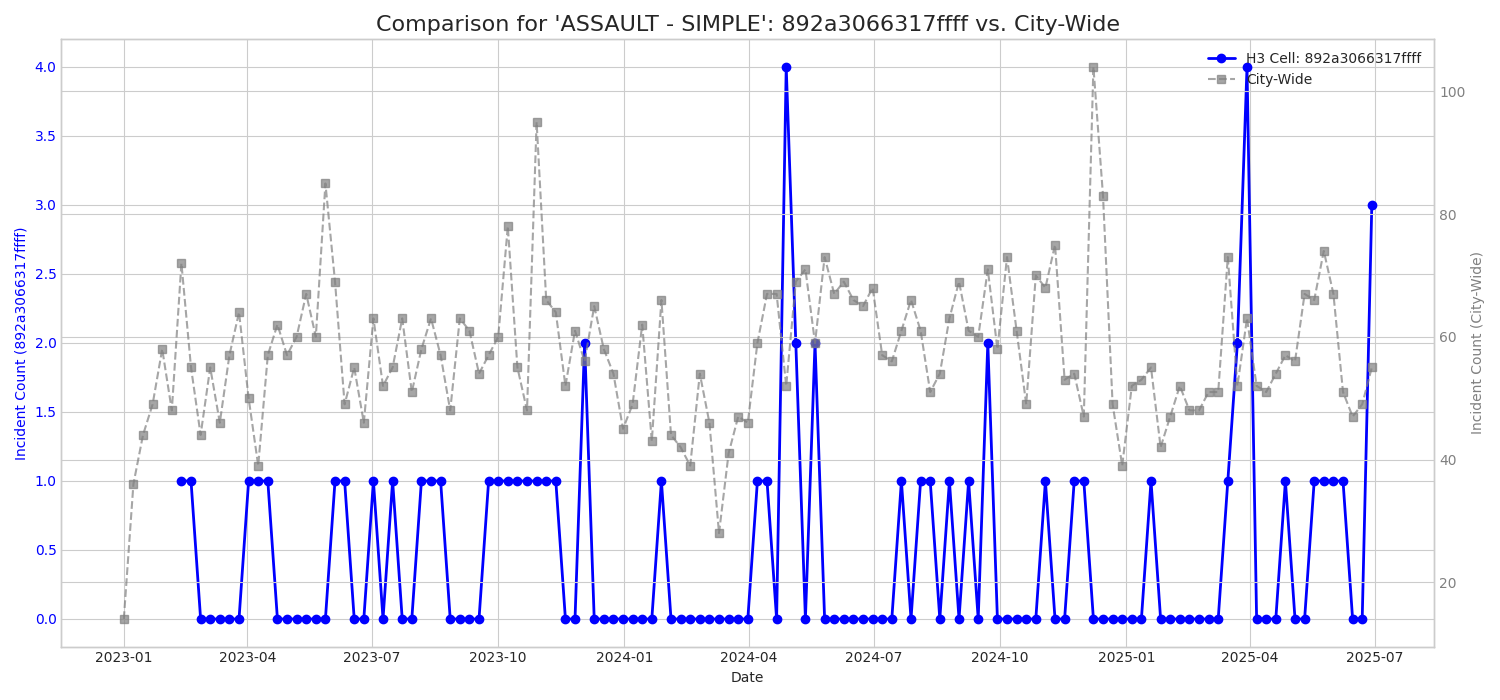 Comparison for 'ASSAULT - SIMPLE': 892a3066317ffff vs. City-Wide
H3 Cell: 892a3066317ffff
City-Wide
Incident Count (892a3066317ffff)
4.0
3.5
3.0
2.5
2.0
1.5
1.0
0.5
0.0
100
80
60
40
20
Incident Count (City-Wide)
2023-01 2023-04 2023-07 2023-10 2024-01 2024-04 2024-07 2024-10 2025-01 2025-04 2025-07
Date